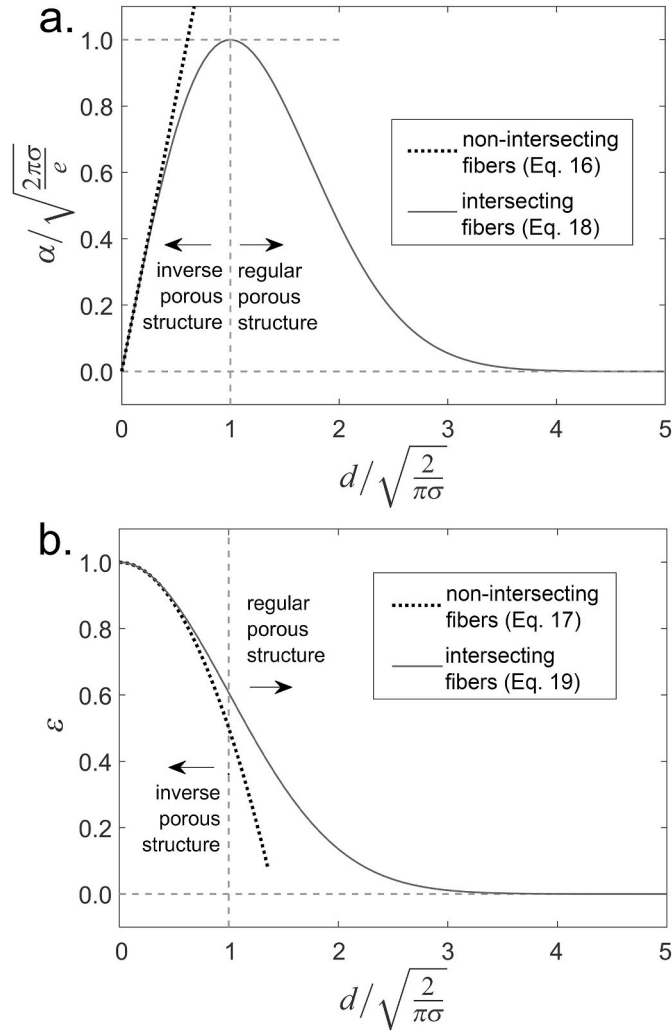 a.
1.0
0.8
0.6
0.4
0.2
0.0
α/√(2πσ/e)
non-intersecting
fibers (Eq. 16)
intersecting
fibers (Eq. 18)
inverse
porous
structure
regular
porous
structure
0 1 2 3 4 5
d/√(2/πσ)
b.
1.0
0.8
0.6
0.4
0.2
0.0
ε
non-intersecting
fibers (Eq. 17)
intersecting
fibers (Eq. 19)
regular
porous
structure
inverse
porous
structure
0 1 2 3 4 5
d/√(2/πσ)